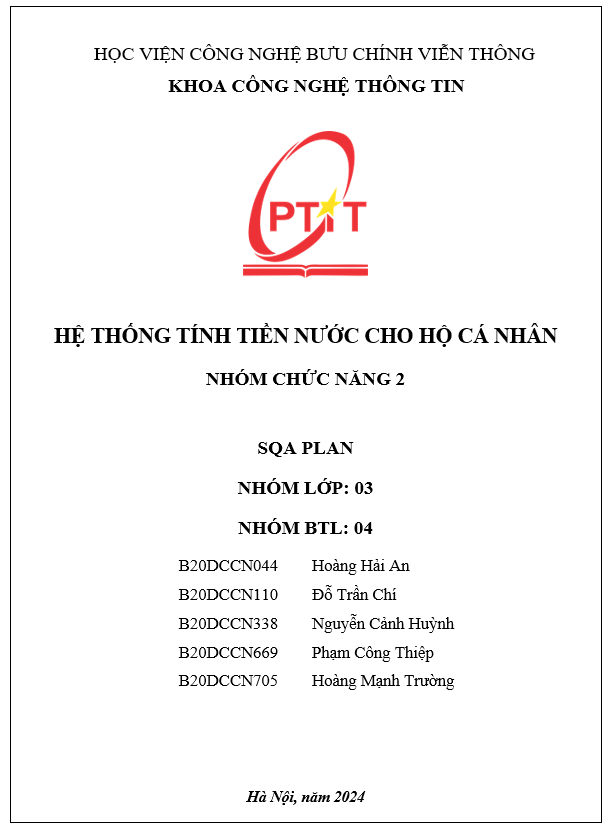 HỌC VIỆN CÔNG NGHỆ BƯU CHÍNH VIỄN THÔNG
KHOA CÔNG NGHỆ THÔNG TIN
PTIT
HỆ THỐNG TÍNH TIỀN NƯỚC CHO HỘ CÁ NHÂN
NHÓM CHỨC NĂNG 2
SQA PLAN
NHÓM LỚP: 03
NHÓM BTL: 04
B20DCCN044 Hoàng Hải An
B20DCCN110 Đỗ Trần Chí
B20DCCN338 Nguyễn Cảnh Huỳnh
B20DCCN669 Phạm Công Thiệp
B20DCCN705 Hoàng Mạnh Trường
Hà Nội, năm 2024